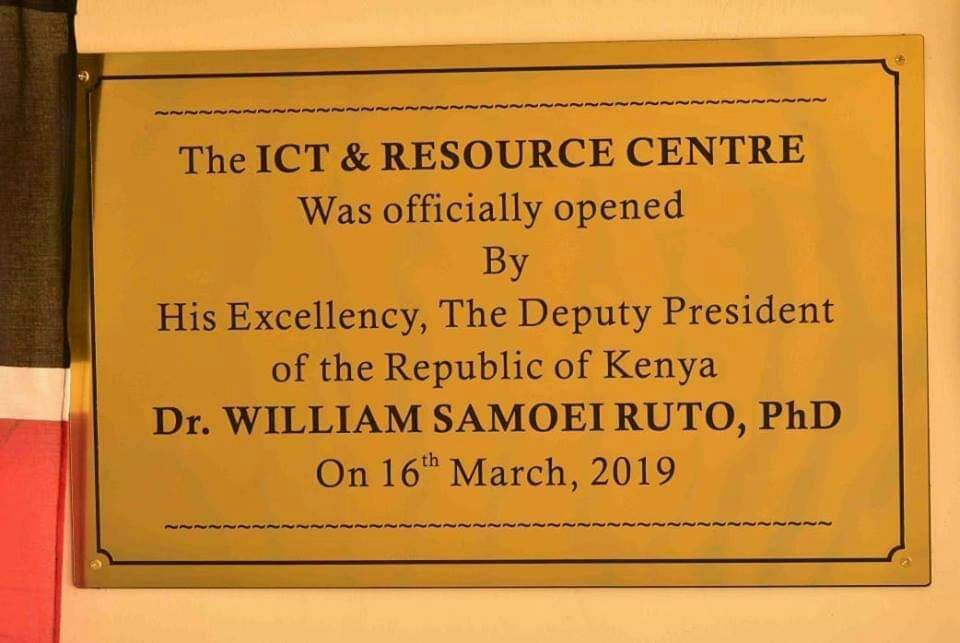 The ICT & RESOURCE CENTRE
Was officially opened
By
His Excellency, The Deputy President
of the Republic of Kenya
Dr. WILLIAM SAMOEI RUTO, PhD
On 16th March, 2019